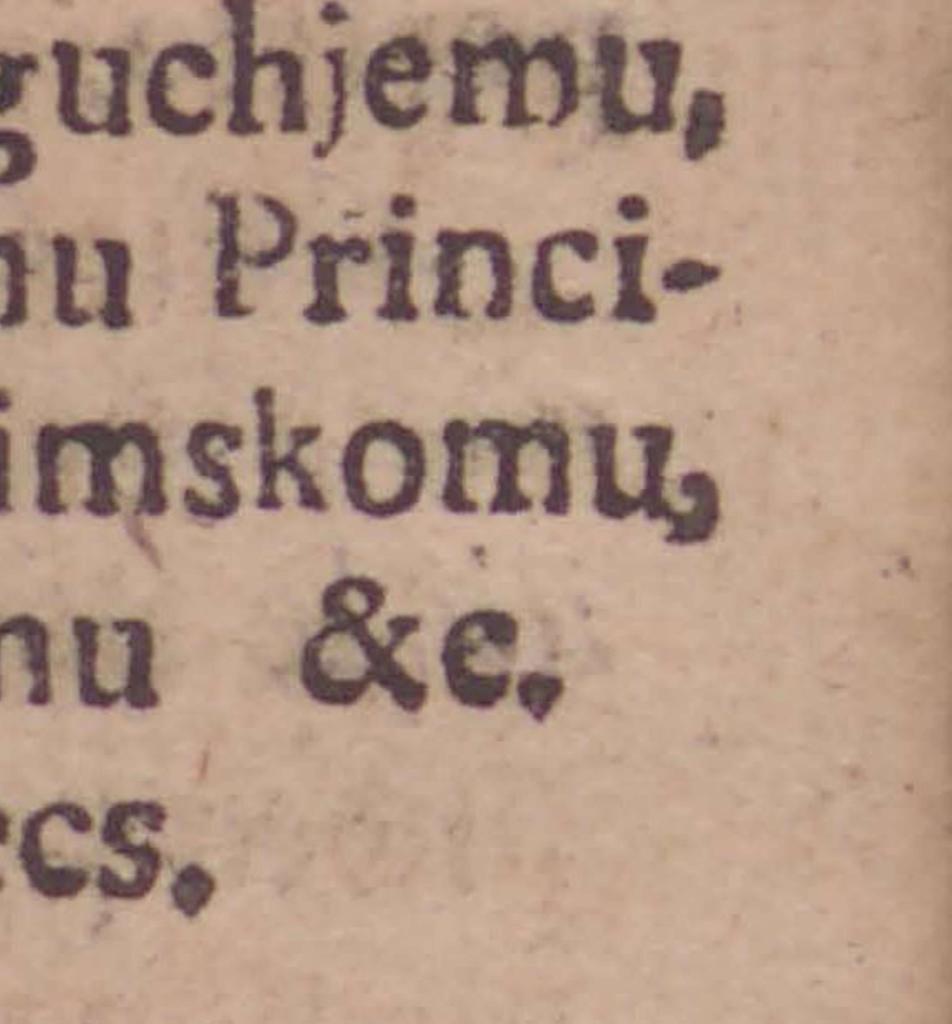 guchjemu,
nu Princi-
imskomu,
nu &c.
ecs.